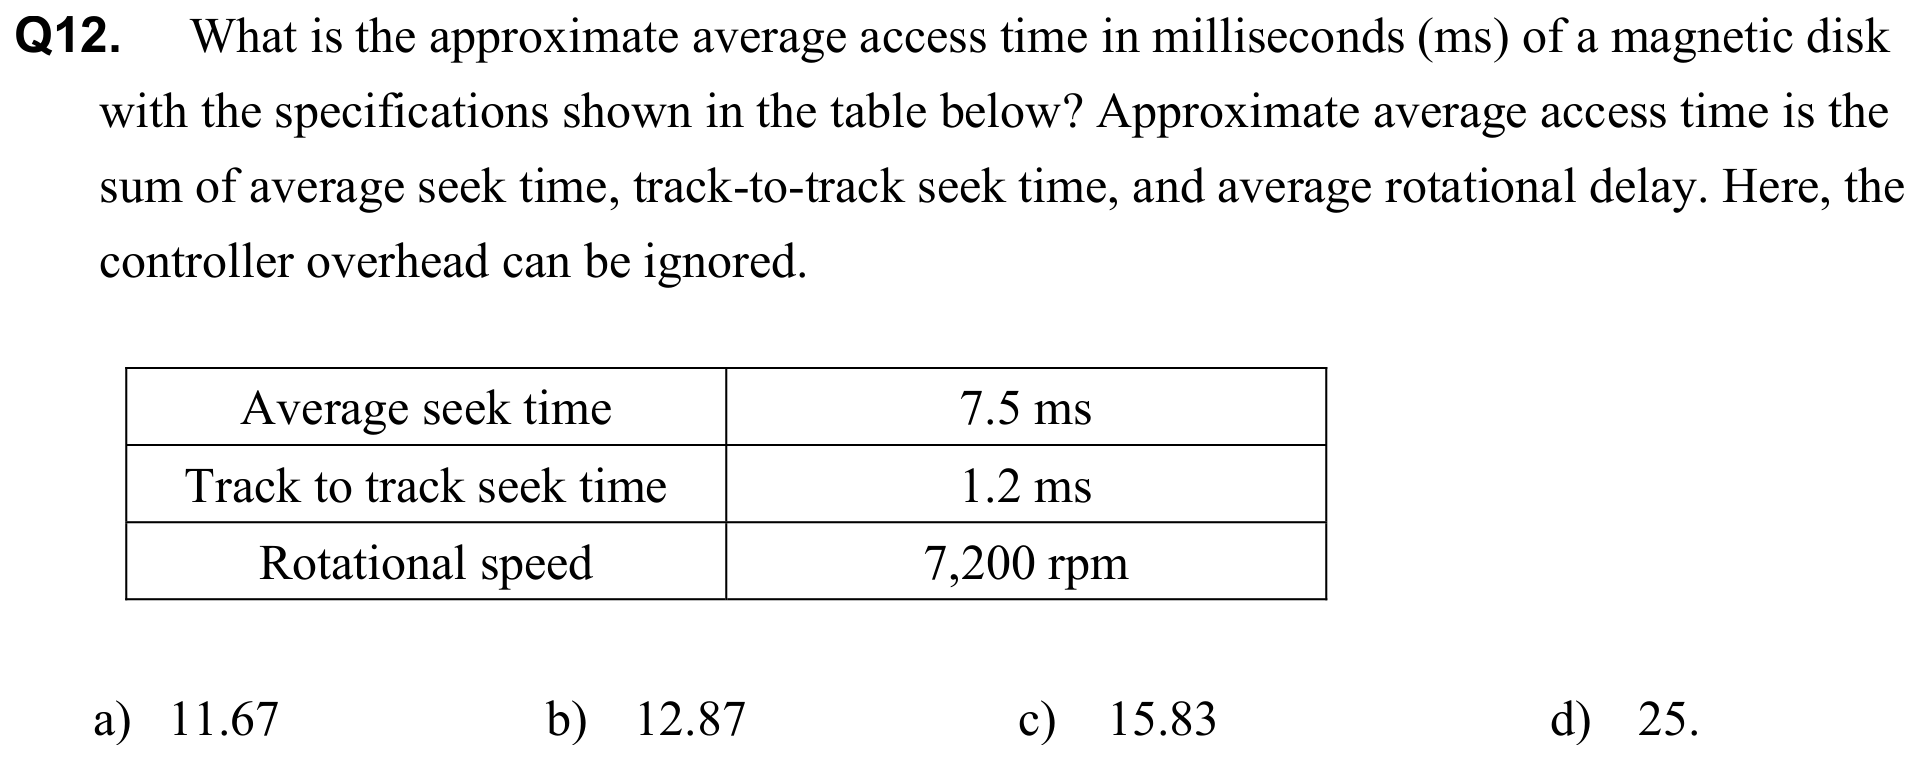 Q12. What is the approximate average access time in milliseconds (ms) of a magnetic disk
with the specifications shown in the table below? Approximate average access time is the
sum of average seek time, track-to-track seek time, and average rotational delay. Here, the
controller overhead can be ignored.
Average seek time 7.5 ms
Track to track seek time 1.2 ms
Rotational speed 7,200 rpm
a) 11.67 b) 12.87 c) 15.83 d) 25.